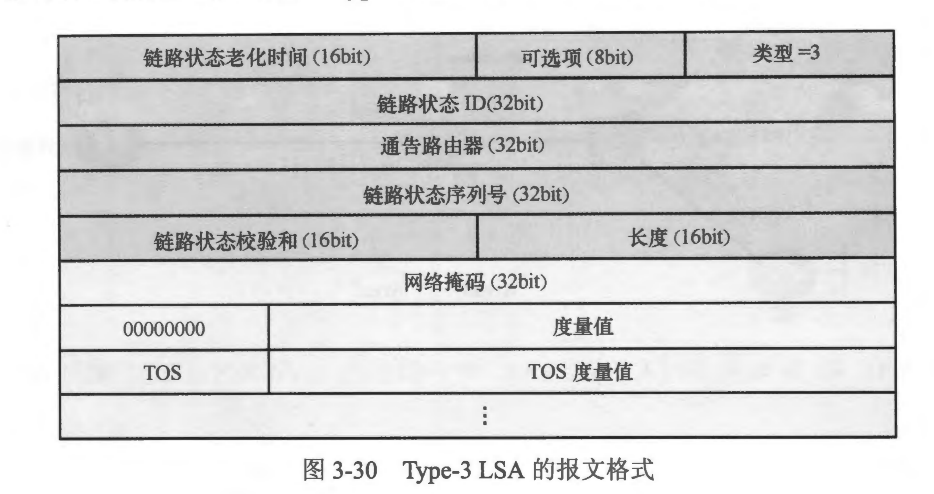 链路状态老化时间 (16bit) 可选项 (8bit) 类型 =3
链路状态 ID(32bit)
通告路由器 (32bit)
链路状态序列号 (32bit)
链路状态校验和 (16bit) 长度 (16bit)
网络掩码 (32bit)
00000000 度量值
TOS TOS 度量值
⋮
图 3-30 Type-3 LSA 的报文格式